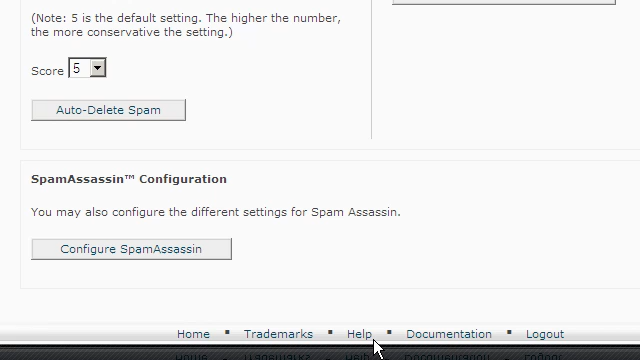 (Note: 5 is the default setting. The higher the number,
the more conservative the setting.)
Score 5
Auto-Delete Spam
SpamAssassin™ Configuration
You may also configure the different settings for Spam Assassin.
Configure SpamAssassin
Home ▪ Trademarks ▪ Help ▪ Documentation ▪ Logout